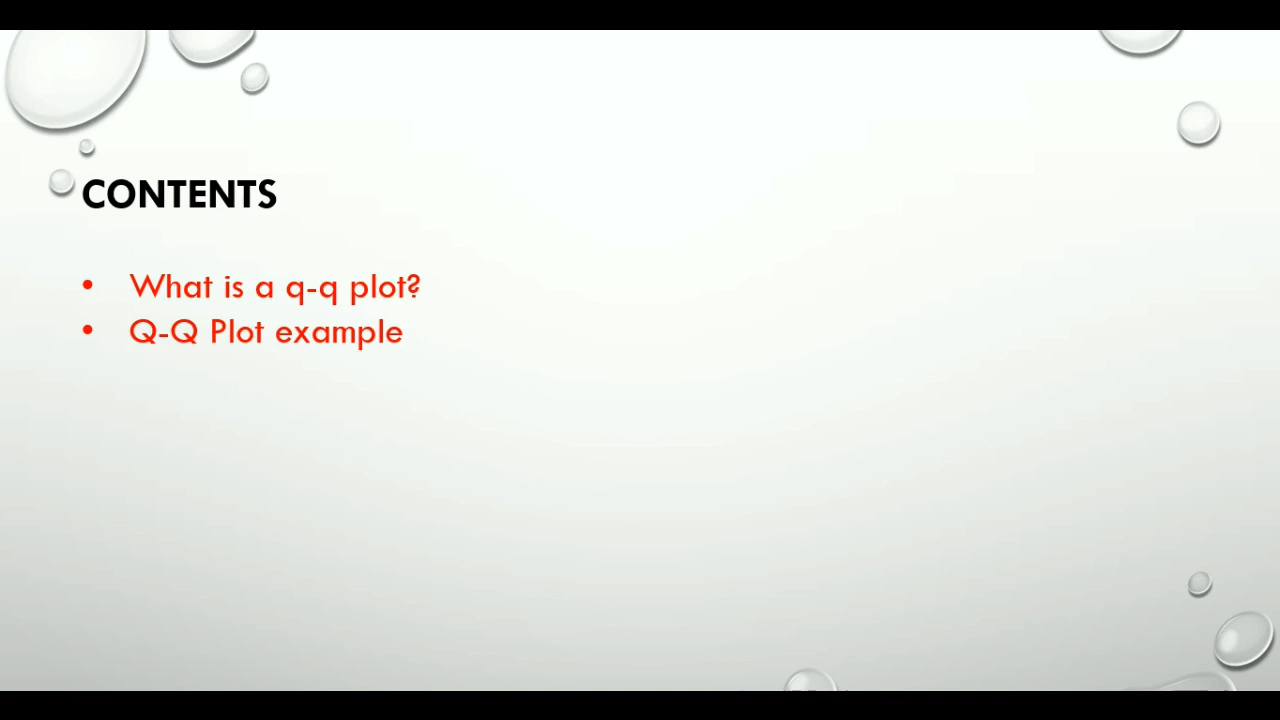 CONTENTS
• What is a q-q plot?
• Q-Q Plot example